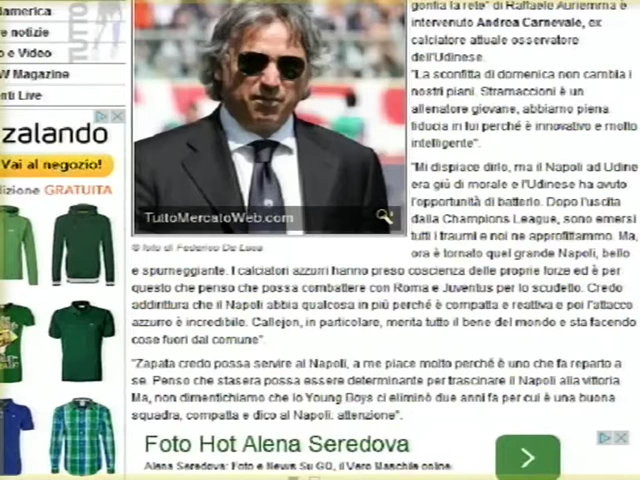 damerica
re notizie
o e Video
W Magazine
nti Live
TUTTO
zalando
Vai al negozio!
dizione GRATUITA
gonfia la rete" di Raffaele Auriemma è
intervenuto Andrea Carnevale, ex
calciatore attuale osservatore
dell'Udinese.
"La sconfitta di domenica non cambia i
nostri piani. Stramaccioni è un
allenatore giovane, abbiamo piena
fiducia in lui perché è innovativo e molto
intelligente".
"Mi dispiace dirlo, ma il Napoli ad Udine
era giù di morale e l'Udinese ha avuto
l'opportunità di batterlo. Dopo l'uscita
dalla Champions League, sono emersi
tutti i traumi e noi ne approfittammo. Ma,
ora è tornato quel grande Napoli, bello
e spumeggiante. I calciatori azzurri hanno preso coscienza delle proprie forze ed è per
questo che penso che possa combattere con Roma e Juventus per lo scudetto. Credo
addirittura che il Napoli abbia qualcosa in più perché è compatta e reattiva e poi l'attacco
azzurro è incredibile. Callejon, in particolare, merita tutto il bene del mondo e sta facendo
cose fuori dal comune".
TuttoMercatoWeb.com
© foto di Federico De Luca
"Zapata credo possa servire al Napoli, a me piace molto perché è uno che fa reparto a
se. Penso che stasera possa essere determinante per trascinare il Napoli alla vittoria.
Ma, non dimentichiamo che lo Young Boys ci eliminò due anni fa per cui è una buona
squadra, compatta e dico al Napoli: attenzione".
Foto Hot Alena Seredova
Alena Seredova: Foto e News Su GQ, il Vero Maschile online